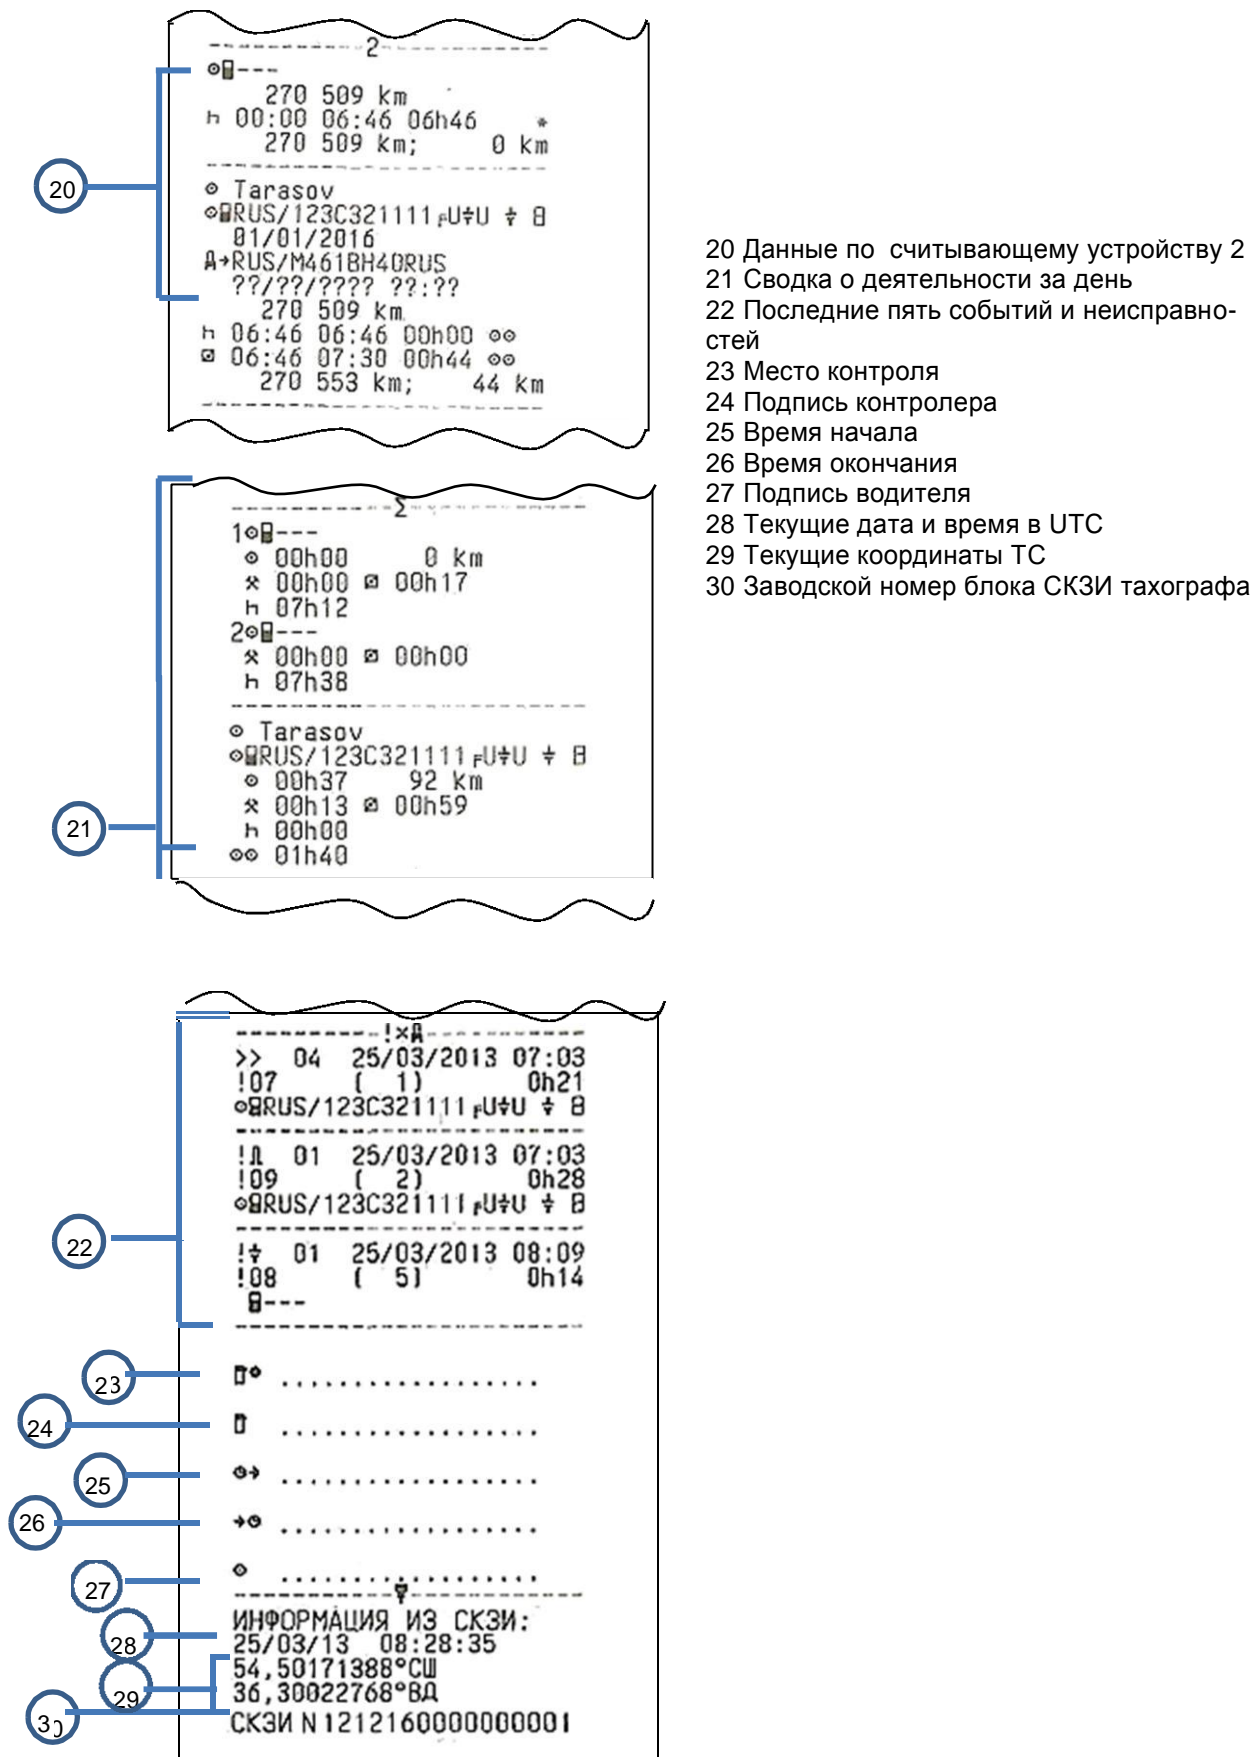 2
---
270 509 km
00:00 06:46 06h46 *
270 509 km; 0 km
20
Tarasov
RUS/123C321111
01/01/2016
RUS/M461BH40RUS
??/??/???? ??:??
270 509 km
06:46 06:46 00h00
06:46 07:30 00h44
270 553 km; 44 km
20 Данные по считывающему устройству 2
21 Сводка о деятельности за день
22 Последние пять событий и неисправно-
стей
23 Место контроля
24 Подпись контролера
25 Время начала
26 Время окончания
27 Подпись водителя
28 Текущие дата и время в UTC
29 Текущие координаты ТС
30 Заводской номер блока СКЗИ тахографа
Σ
1 ---
00h00 0 km
00h00 00h17
07h12
2 ---
00h00 00h00
07h38
Tarasov
RUS/123C321111 FU U
00h37 92 km
00h13 00h59
21
00h00
01h40
!×
>> 04 25/03/2013 07:03
!07 ( 1) 0h21
RUS/123C321111 FU U
! 01 25/03/2013 07:03
!09 ( 2) 0h28
RUS/123C321111 FU U
22
! 01 25/03/2013 08:09
!08 ( 5) 0h14
---
23 ..................
24 ..................
25 ..................
26 ..................
27 ..................
ИНФОРМАЦИЯ ИЗ СКЗИ:
28 25/03/13 08:28:35
54,50171388°СШ
29 36,30022768°ВД
30 СКЗИ N1212160000000001